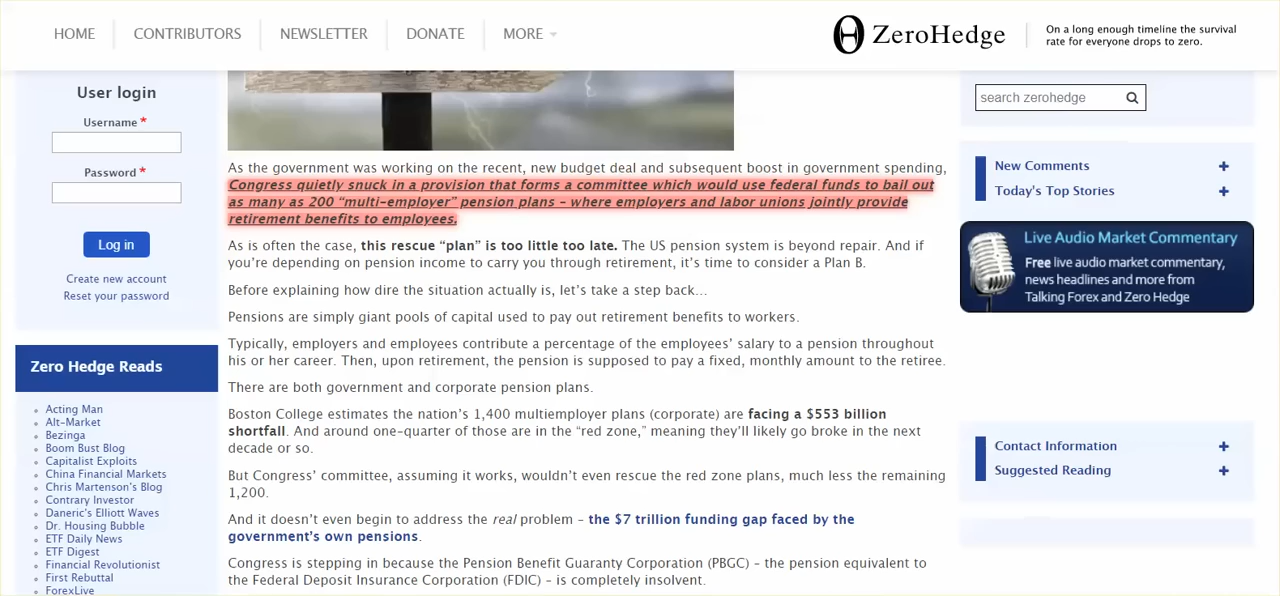 HOME
CONTRIBUTORS
NEWSLETTER
DONATE
MORE
ZeroHedge
On a long enough timeline the survival
rate for everyone drops to zero.
User login
Username *
Password *
Log in
Create new account
Reset your password
Zero Hedge Reads
Acting Man
Alt-Market
Bezinga
Boom Bust Blog
Capitalist Exploits
China Financial Markets
Chris Martenson's Blog
Contrary Investor
Daneric's Elliott Waves
Dr. Housing Bubble
ETF Daily News
ETF Digest
Financial Revolutionist
First Rebuttal
ForexLive
As the government was working on the recent, new budget deal and subsequent boost in government spending,
Congress quietly snuck in a provision that forms a committee which would use federal funds to bail out
as many as 200 “multi-employer” pension plans – where employers and labor unions jointly provide
retirement benefits to employees.
As is often the case, this rescue “plan” is too little too late. The US pension system is beyond repair. And if
you’re depending on pension income to carry you through retirement, it’s time to consider a Plan B.
Before explaining how dire the situation actually is, let’s take a step back…
Pensions are simply giant pools of capital used to pay out retirement benefits to workers.
Typically, employers and employees contribute a percentage of the employees’ salary to a pension throughout
his or her career. Then, upon retirement, the pension is supposed to pay a fixed, monthly amount to the retiree.
There are both government and corporate pension plans.
Boston College estimates the nation’s 1,400 multiemployer plans (corporate) are facing a $553 billion
shortfall. And around one-quarter of those are in the “red zone,” meaning they’ll likely go broke in the next
decade or so.
But Congress’ committee, assuming it works, wouldn’t even rescue the red zone plans, much less the remaining
1,200.
And it doesn’t even begin to address the real problem – the $7 trillion funding gap faced by the
government’s own pensions.
Congress is stepping in because the Pension Benefit Guaranty Corporation (PBGC) – the pension equivalent to
the Federal Deposit Insurance Corporation (FDIC) – is completely insolvent.
search zerohedge
New Comments +
Today's Top Stories +
Live Audio Market Commentary
Free live audio market commentary,
news headlines and more from
Talking Forex and Zero Hedge
Contact Information +
Suggested Reading +